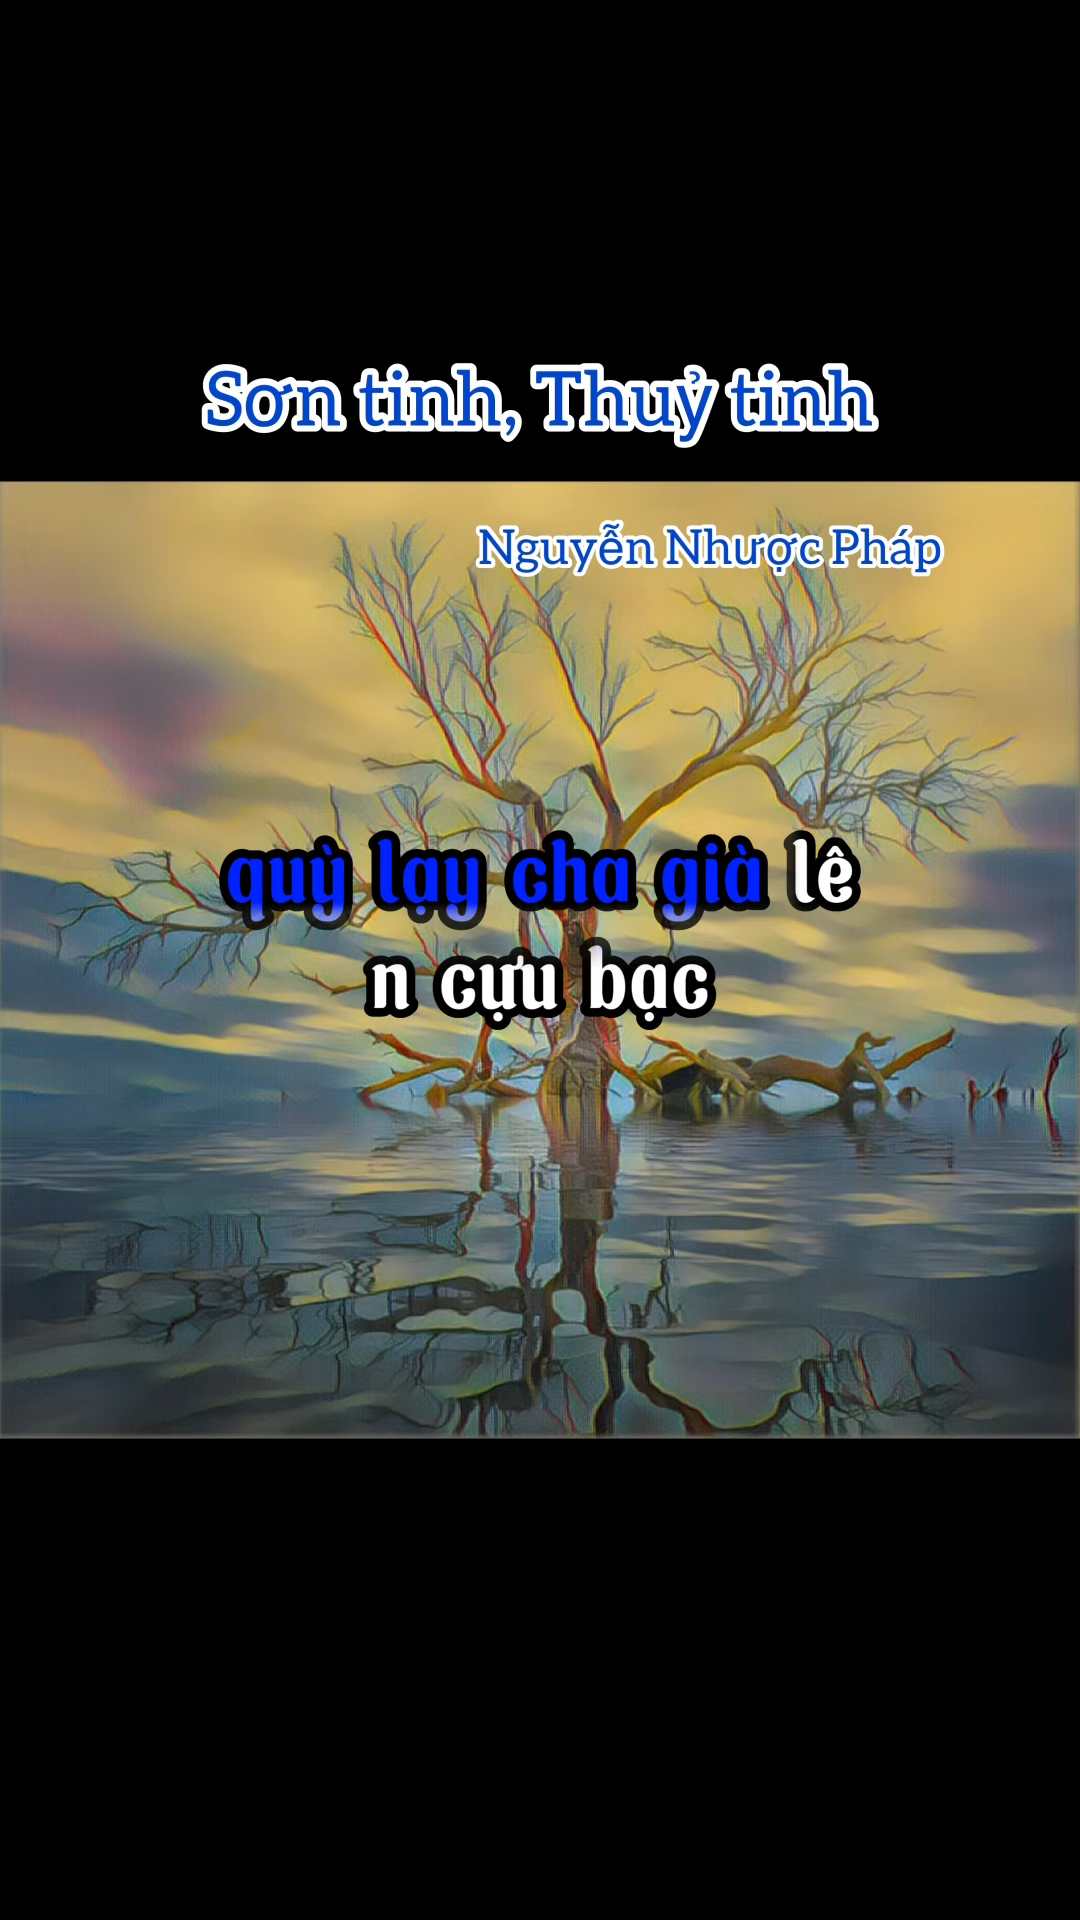 Sơn tinh, Thuỷ tinh
Nguyễn Nhược Pháp
quỳ lạy cha già lê
n cựu bạc